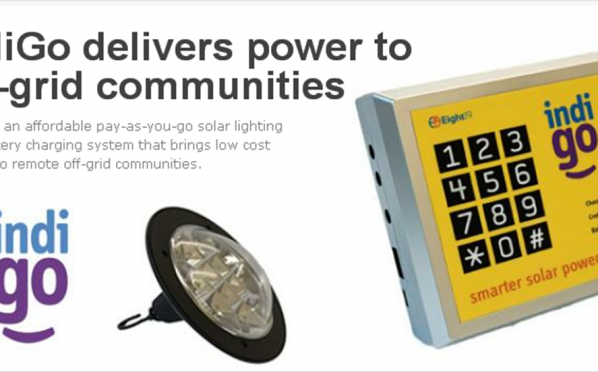 diGo delivers power to
-grid communities
an affordable pay-as-you-go solar lighting
tery charging system that brings low cost
o remote off-grid communities.
indi
go
Eight19
indi
go
1 2 3
4 5 6
7 8 9
* 0 #
smarter solar power